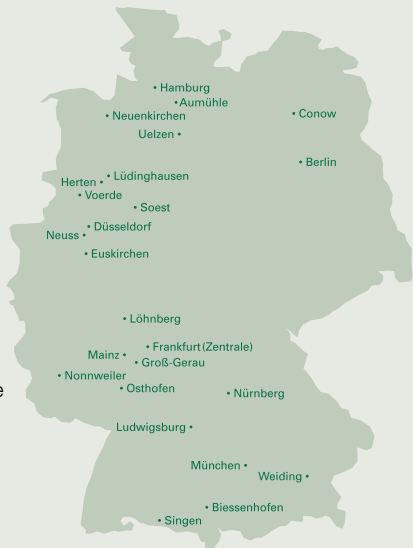 Hamburg
Aumühle
Neuenkirchen
Conow
Uelzen
Berlin
Lüdinghausen
Herten
Voerde
Soest
Düsseldorf
Neuss
Euskirchen
Löhnberg
Frankfurt (Zentrale)
Mainz
Groß-Gerau
Nonnweiler
Osthofen
e
Nürnberg
Ludwigsburg
München
Weiding
Biessenhofen
Singen